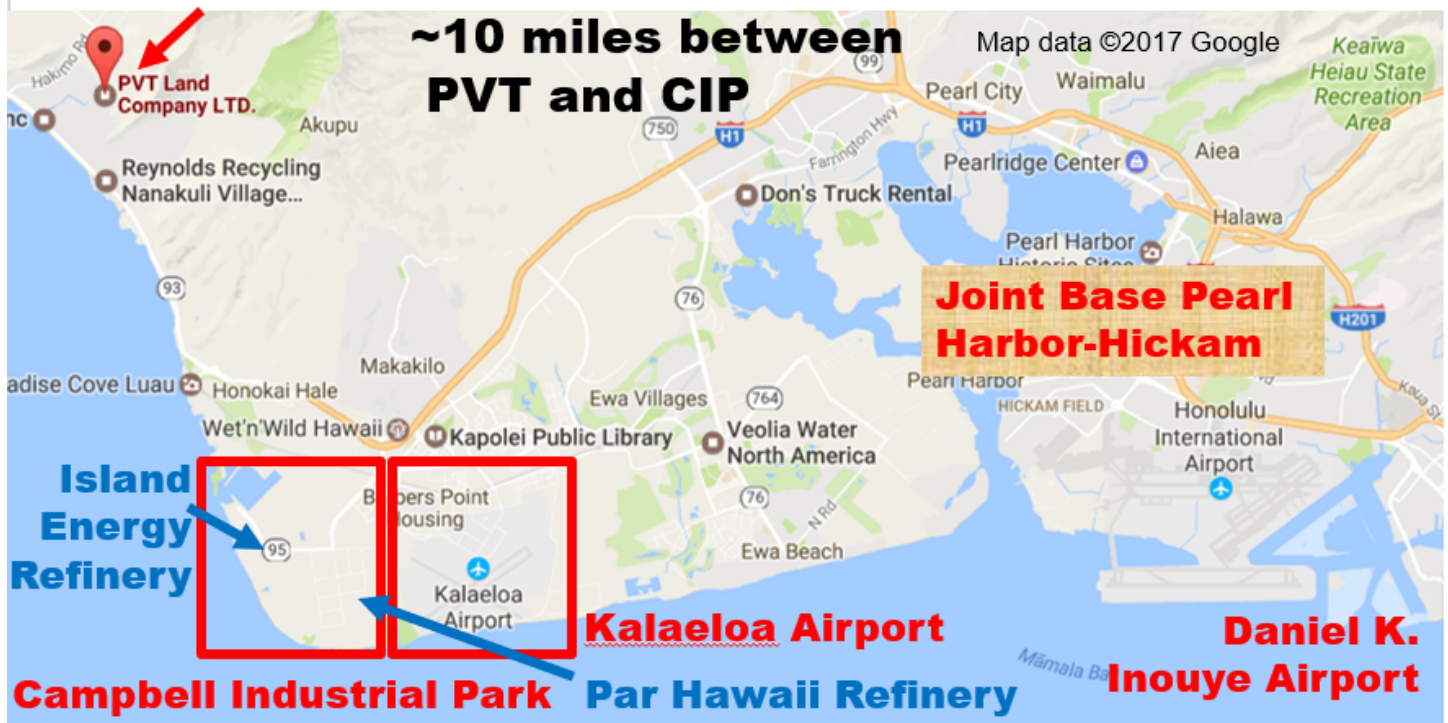 ~10 miles between
PVT and CIP
Map data ©2017 Google
Keaīwa
Heiau State
Recreation
Area
Hakimo Rd
PVT Land
Company LTD.
99
Pearl City
Waimalu
nc
Akupu
750
H1
Farrington Hwy
H1
Aiea
Pearlridge Center
Reynolds Recycling
Nanakuli Village...
Don's Truck Rental
Halawa
Pearl Harbor
Historic Sites
93
76
Joint Base Pearl
Harbor-Hickam
H201
Makakilo
adise Cove Luau
Honokai Hale
Ewa Villages
764
Pearl Harbor
HICKAM FIELD
Wet'n'Wild Hawaii
Kapolei Public Library
Veolia Water
North America
Honolulu
International
Airport
Island
Energy
Refinery
95
76
N Rd
Ewa Beach
Kalaeloa
Airport
Kalaeloa Airport
Daniel K.
Inouye Airport
Māmala Ba
Campbell Industrial Park
Par Hawaii Refinery